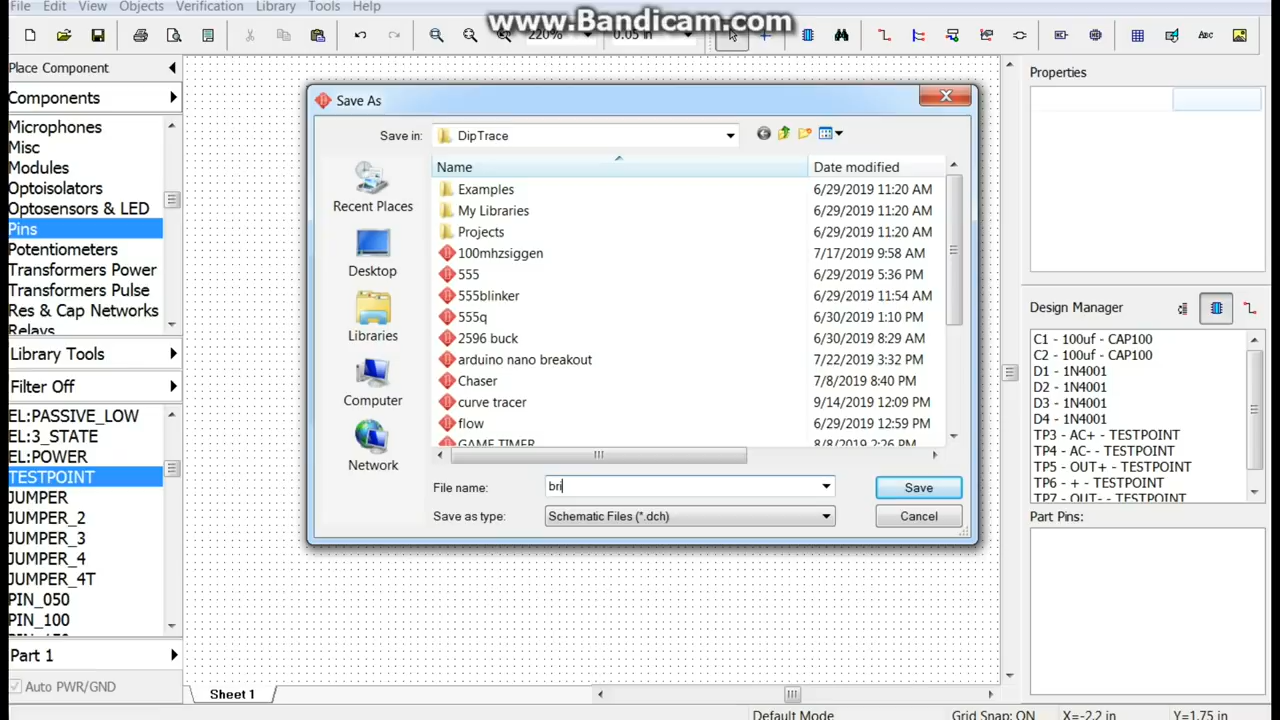 File Edit View Objects Verification Library Tools Help
www.Bandicam.com
220% 0.05 in
Place Component
Components
Microphones
Misc
Modules
Optoisolators
Optosensors & LED
Pins
Potentiometers
Transformers Power
Transformers Pulse
Res & Cap Networks
Relays
Library Tools
Filter Off
EL:PASSIVE_LOW
EL:3_STATE
EL:POWER
TESTPOINT
JUMPER
JUMPER_2
JUMPER_3
JUMPER_4
JUMPER_4T
PIN_050
PIN_100
Part 1
Auto PWR/GND
Save As
Save in: DipTrace
Recent Places
Desktop
Libraries
Computer
Network
Name Date modified
Examples 6/29/2019 11:20 AM
My Libraries 6/29/2019 11:20 AM
Projects 6/29/2019 11:20 AM
100mhzsiggen 7/17/2019 9:58 AM
555 6/29/2019 5:36 PM
555blinker 6/29/2019 11:54 AM
555q 6/30/2019 1:10 PM
2596 buck 6/30/2019 8:29 AM
arduino nano breakout 7/22/2019 3:32 PM
Chaser 7/8/2019 8:40 PM
curve tracer 9/14/2019 12:09 PM
flow 6/29/2019 12:59 PM
GAME TIMER 8/8/2019 2:26 PM
File name: bri
Save as type: Schematic Files (*.dch)
Save
Cancel
Properties
Design Manager
C1 - 100uf - CAP100
C2 - 100uf - CAP100
D1 - 1N4001
D2 - 1N4001
D3 - 1N4001
D4 - 1N4001
TP3 - AC+ - TESTPOINT
TP4 - AC- - TESTPOINT
TP5 - OUT+ - TESTPOINT
TP6 - + - TESTPOINT
TP7 - OUT- - TESTPOINT
Part Pins:
Sheet 1
Default Mode Grid Snap: ON X=-2.2 in Y=1.75 in